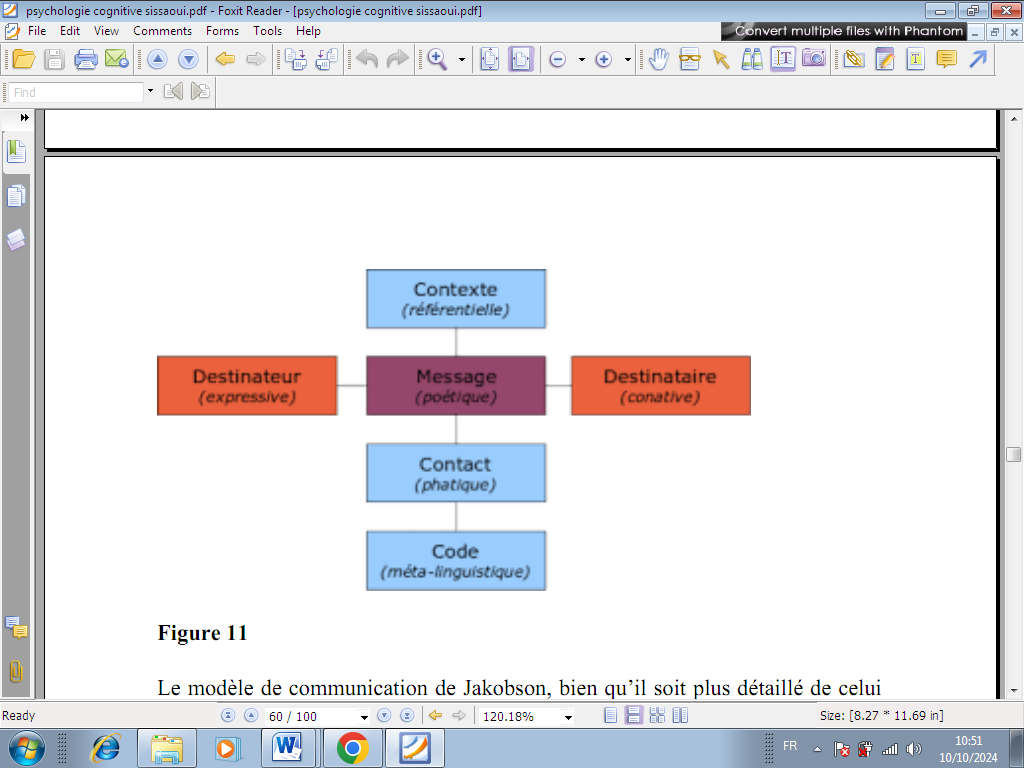 psychologie cognitive sissaoui.pdf - Foxit Reader - [psychologie cognitive sissaoui.pdf]
File Edit View Comments Forms Tools Help
Convert multiple files with Phantom
Find
Contexte
(référentielle)
Destinateur
(expressive)
Message
(poétique)
Destinataire
(conative)
Contact
(phatique)
Code
(méta-linguistique)
Figure 11
Le modèle de communication de Jakobson, bien qu'il soit plus détaillé de celui
Ready
60 / 100
120.18%
Size: [8.27 * 11.69 in]
FR
10:51
10/10/2024